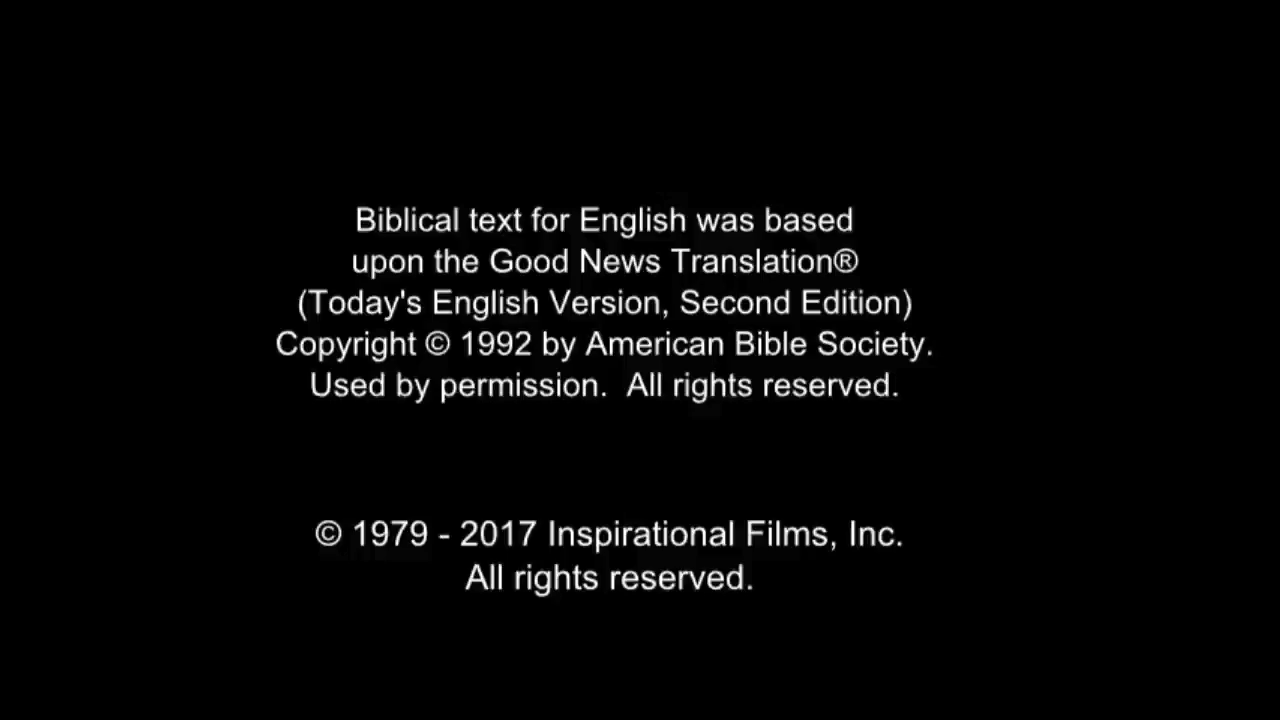 Biblical text for English was based
upon the Good News Translation®
(Today's English Version, Second Edition)
Copyright © 1992 by American Bible Society.
Used by permission.  All rights reserved.
© 1979 - 2017 Inspirational Films, Inc.
All rights reserved.